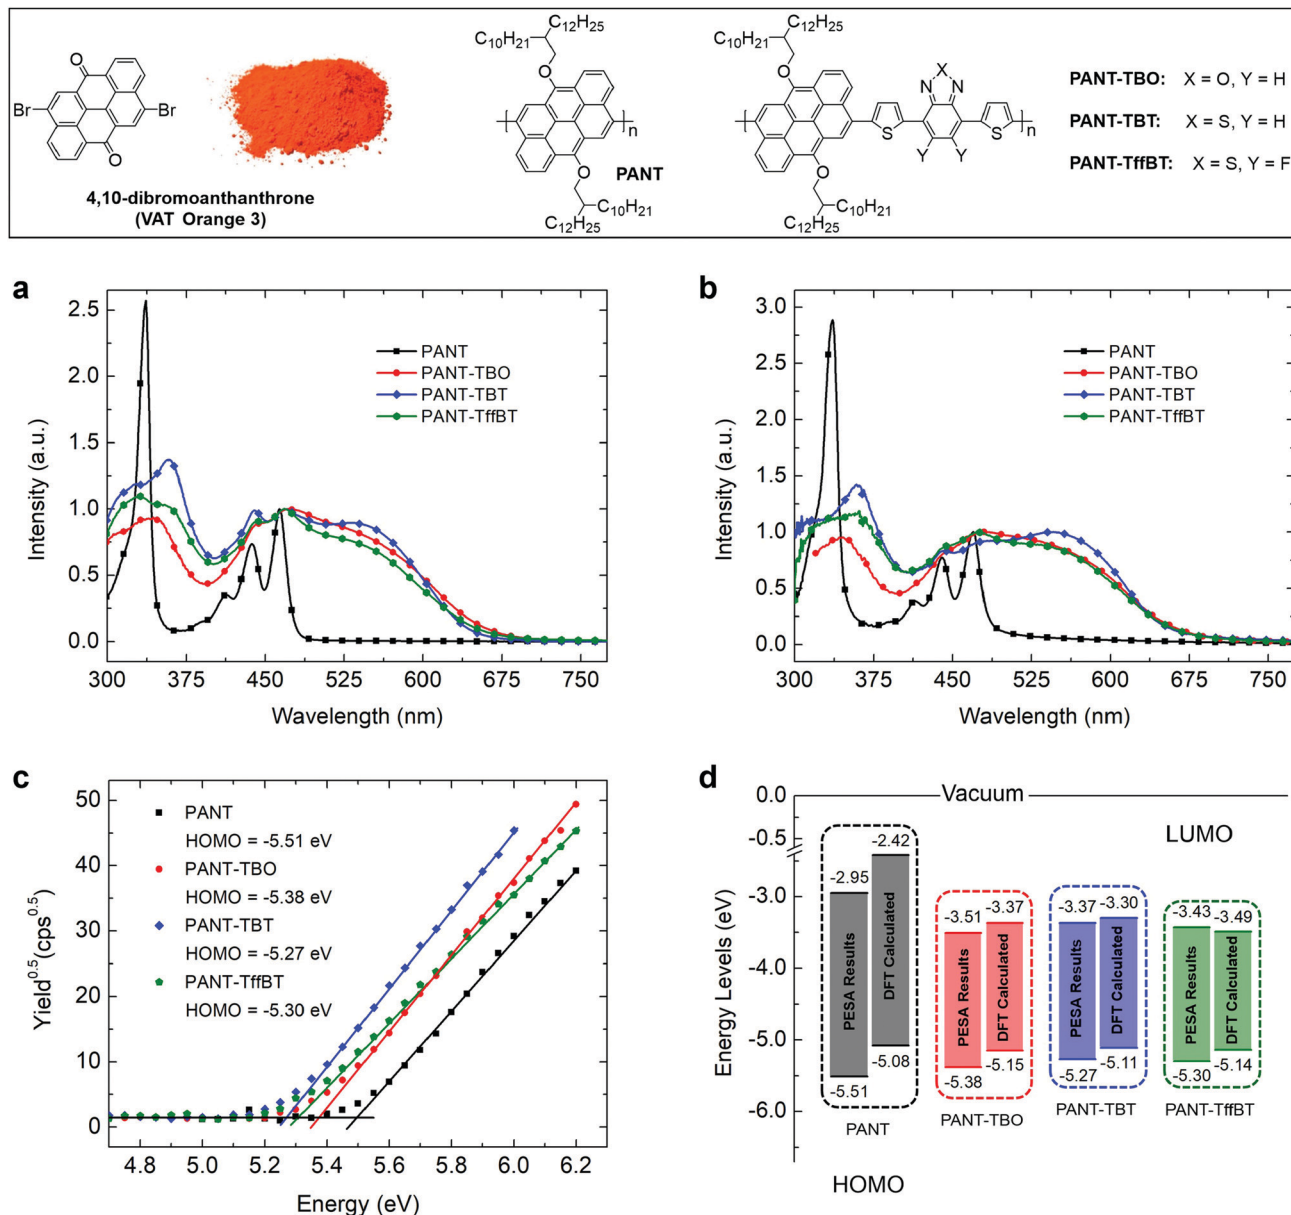 O
Br
Br
O
4,10-dibromoanthanthrone
(VAT Orange 3)
C12H25
C10H21
O
n
O
PANT
C10H21
C12H25
C12H25
C10H21
O
X
N N
S
S
n
Y Y
O
C10H21
C12H25
PANT-TBO: X = O, Y = H
PANT-TBT: X = S, Y = H
PANT-TffBT: X = S, Y = F
a
Intensity (a.u.)
2.5
2.0
1.5
1.0
0.5
0.0
PANT
PANT-TBO
PANT-TBT
PANT-TffBT
300 375 450 525 600 675 750
Wavelength (nm)
b
Intensity (a.u.)
3.0
2.5
2.0
1.5
1.0
0.5
0.0
PANT
PANT-TBO
PANT-TBT
PANT-TffBT
300 375 450 525 600 675 750
Wavelength (nm)
c
Yield^0.5 (cps^0.5)
50
40
30
20
10
0
PANT
HOMO = -5.51 eV
PANT-TBO
HOMO = -5.38 eV
PANT-TBT
HOMO = -5.27 eV
PANT-TffBT
HOMO = -5.30 eV
4.8 5.0 5.2 5.4 5.6 5.8 6.0 6.2
Energy (eV)
d
Energy Levels (eV)
0.0
-0.5
-3.0
-4.0
-5.0
-6.0
Vacuum
LUMO
-2.95
-2.42
PESA Results
DFT Calculated
-5.51
-5.08
PANT
-3.51
-3.37
PESA Results
DFT Calculated
-5.38
-5.15
PANT-TBO
-3.37
-3.30
PESA Results
DFT Calculated
-5.27
-5.11
PANT-TBT
-3.43
-3.49
PESA Results
DFT Calculated
-5.30
-5.14
PANT-TffBT
HOMO